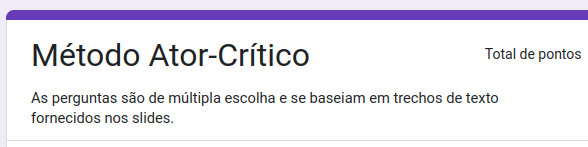 Método Ator-Crítico
Total de pontos
As perguntas são de múltipla escolha e se baseiam em trechos de texto
fornecidos nos slides.